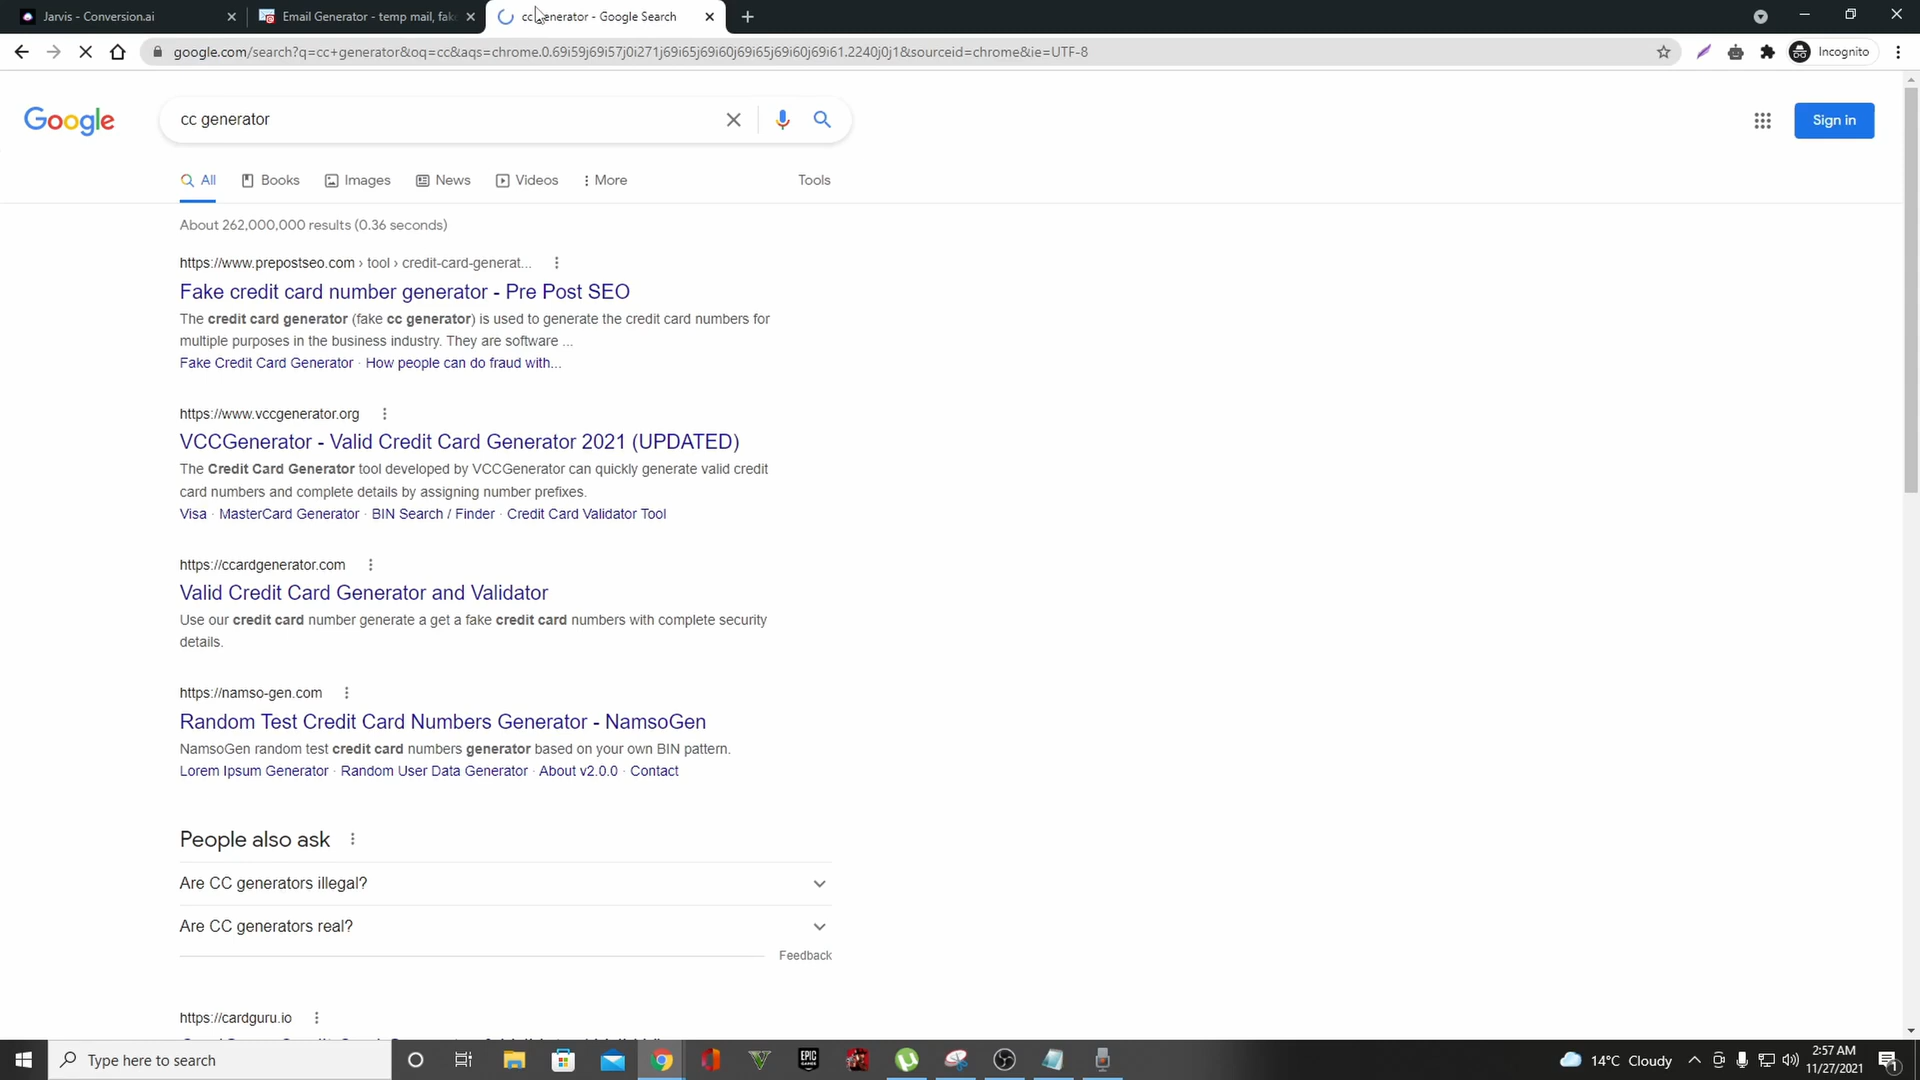 Jarvis - Conversion.ai
Email Generator - temp mail, fak
cc generator - Google Search
google.com/search?q=cc+generator&oq=cc&aqs=chrome.0.69i59j69i57j0i271j69i65j69i60j69i65j69i60j69i61.2240j0j1&sourceid=chrome&ie=UTF-8
Incognito
Google
cc generator
Sign in
All
Books
Images
News
Videos
More
Tools
About 262,000,000 results (0.36 seconds)
https://www.prepostseo.com › tool › credit-card-generat...
Fake credit card number generator - Pre Post SEO
The credit card generator (fake cc generator) is used to generate the credit card numbers for
multiple purposes in the business industry. They are software ...
Fake Credit Card Generator · How people can do fraud with...
https://www.vccgenerator.org
VCCGenerator - Valid Credit Card Generator 2021 (UPDATED)
The Credit Card Generator tool developed by VCCGenerator can quickly generate valid credit
card numbers and complete details by assigning number prefixes.
Visa · MasterCard Generator · BIN Search / Finder · Credit Card Validator Tool
https://ccardgenerator.com
Valid Credit Card Generator and Validator
Use our credit card number generate a get a fake credit card numbers with complete security
details.
https://namso-gen.com
Random Test Credit Card Numbers Generator - NamsoGen
NamsoGen random test credit card numbers generator based on your own BIN pattern.
Lorem Ipsum Generator · Random User Data Generator · About v2.0.0 · Contact
People also ask
Are CC generators illegal?
Are CC generators real?
Feedback
https://cardguru.io
Type here to search
EPIC
GAMES
14°C Cloudy
2:57 AM
11/27/2021
1